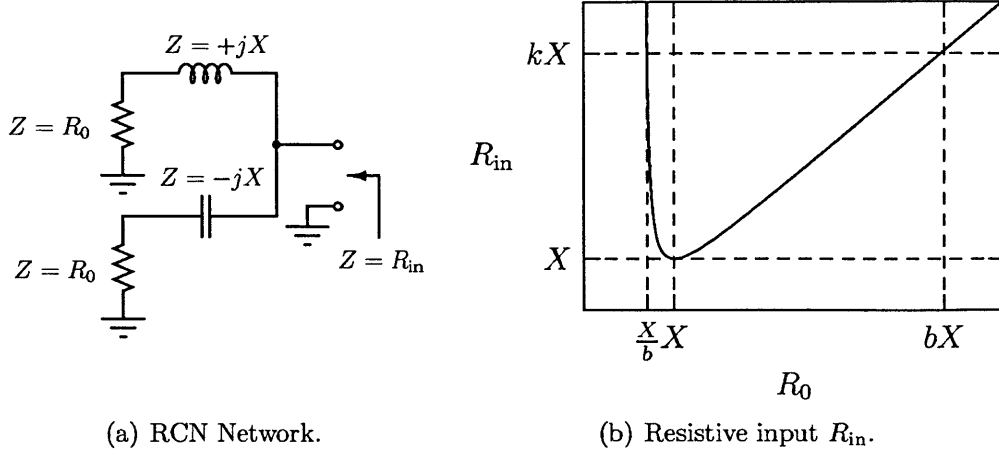 Z = +jX
Z = R₀
Z = −jX
Z = R₀
Z = R_in
(a) RCN Network.
kX
R_in
X
X/b X bX
R₀
(b) Resistive input R_in.